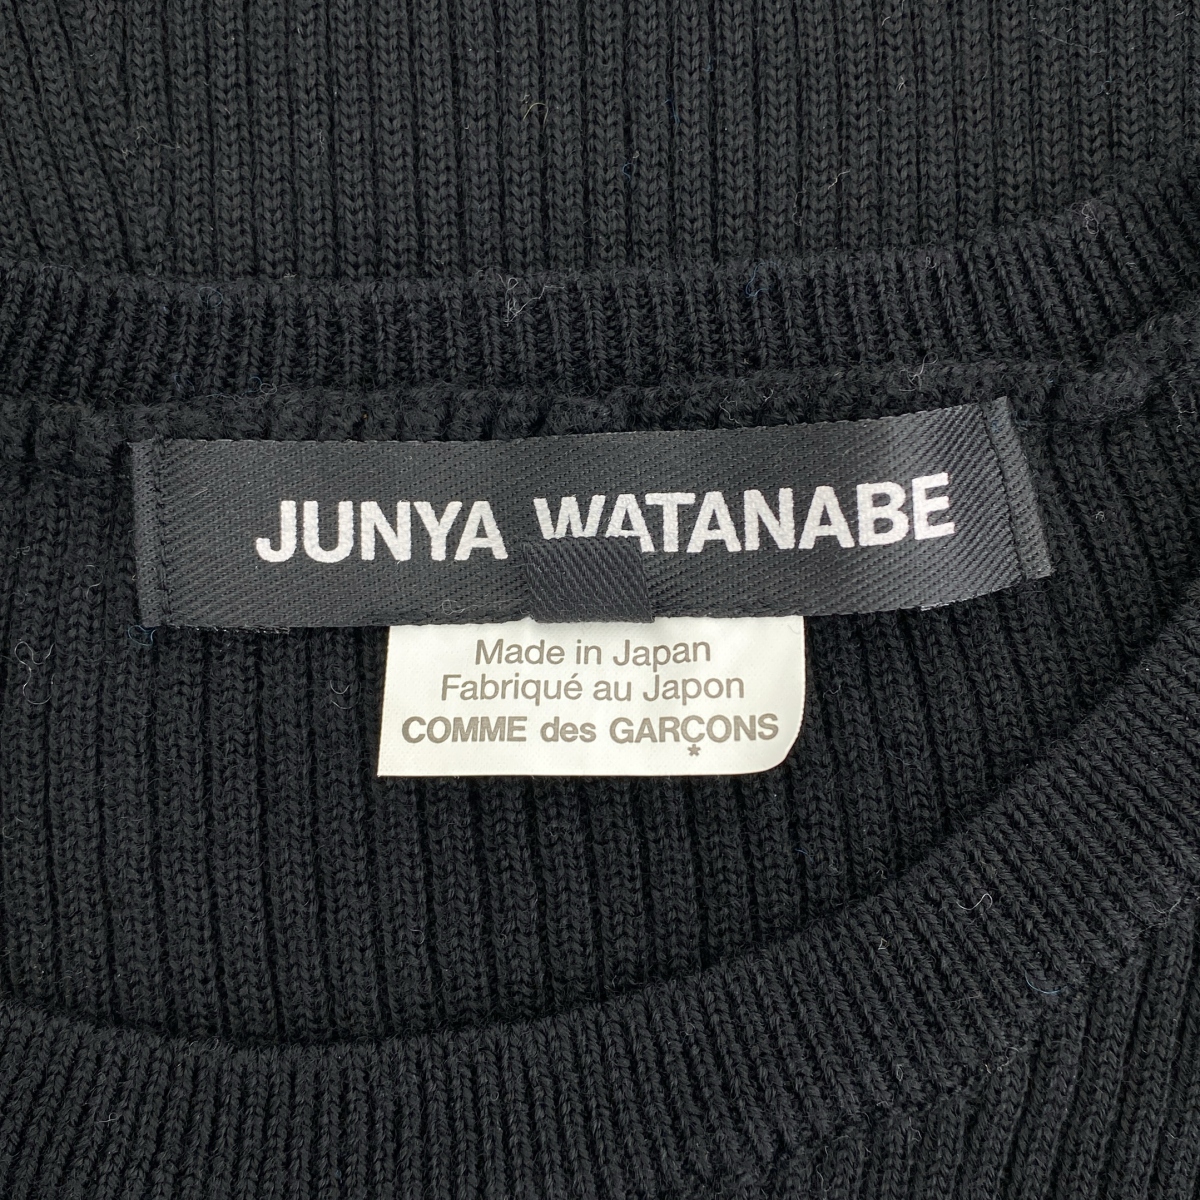 JUNYA WATANABE
Made in Japan
Fabriqué au Japon
COMME des GARÇONS
*